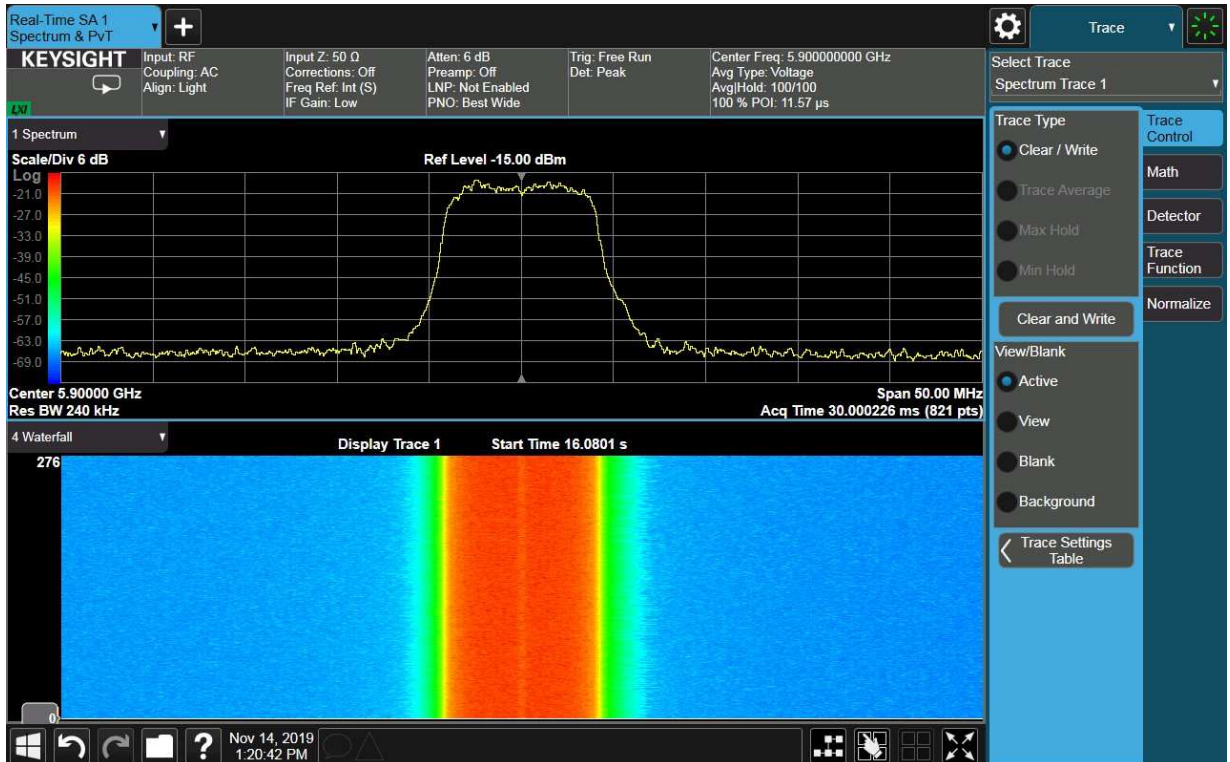 Real-Time SA 1
Spectrum & PvT
+
Trace
KEYSIGHT
LXI
Input: RF
Coupling: AC
Align: Light
Input Z: 50 Ω
Corrections: Off
Freq Ref: Int (S)
IF Gain: Low
Atten: 6 dB
Preamp: Off
LNP: Not Enabled
PNO: Best Wide
Trig: Free Run
Det: Peak
Center Freq: 5.900000000 GHz
Avg Type: Voltage
Avg|Hold: 100/100
100 % POI: 11.57 µs
Select Trace
Spectrum Trace 1
1 Spectrum
Scale/Div 6 dB
Ref Level -15.00 dBm
Log
-21.0
-27.0
-33.0
-39.0
-45.0
-51.0
-57.0
-63.0
-69.0
Center 5.90000 GHz
Span 50.00 MHz
Res BW 240 kHz
Acq Time 30.000226 ms (821 pts)
4 Waterfall
Display Trace 1
Start Time 16.0801 s
276
0
Trace Type
Clear / Write
Trace Average
Max Hold
Min Hold
Clear and Write
View/Blank
Active
View
Blank
Background
Trace Settings
Table
Trace
Control
Math
Detector
Trace
Function
Normalize
?
Nov 14, 2019
1:20:42 PM